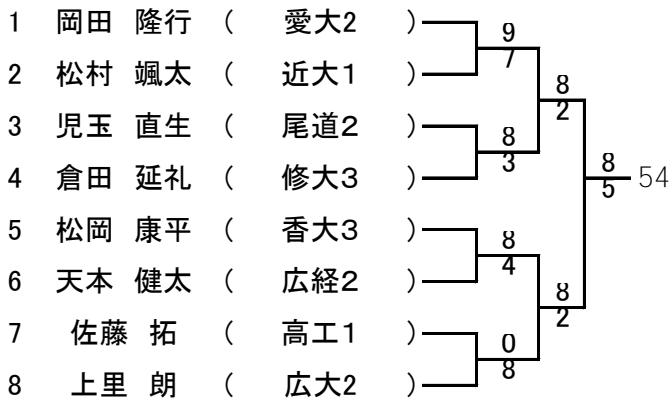 1 岡田 隆行 ( 愛大2 )
9
7
2 松村 颯太 ( 近大1 )
8
2
3 児玉 直生 ( 尾道2 )
8
3
4 倉田 延礼 ( 修大3 )
8
5
54
5 松岡 康平 ( 香大3 )
8
4
6 天本 健太 ( 広経2 )
8
2
7 佐藤 拓 ( 高工1 )
0
8
8 上里 朗 ( 広大2 )